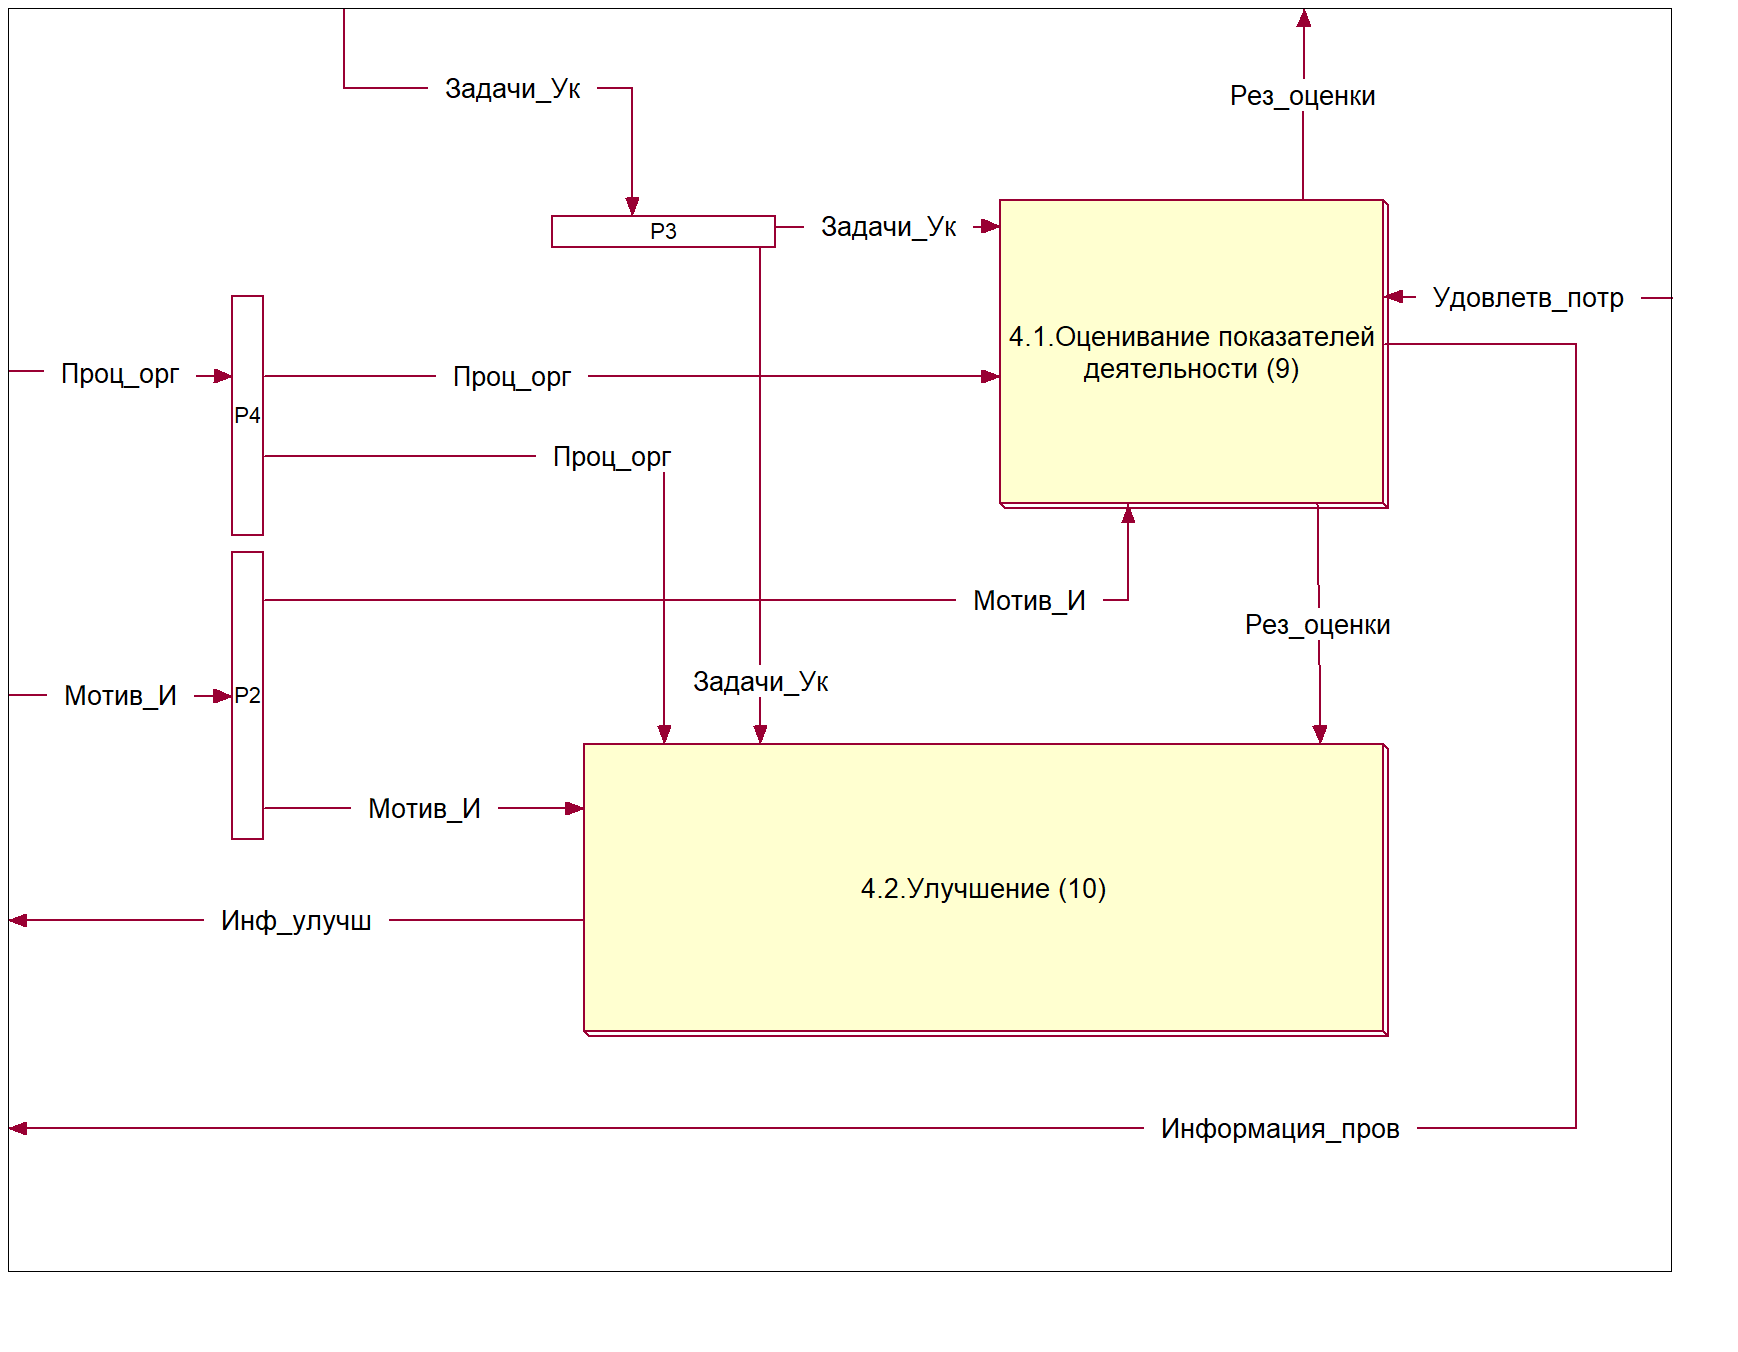 Задачи_Ук
Рез_оценки
P3
Задачи_Ук
Удовлетв_потр
4.1.Оценивание показателей
деятельности (9)
Проц_орг
Проц_орг
P4
Проц_орг
Мотив_И
Рез_оценки
Задачи_Ук
Мотив_И
P2
Мотив_И
4.2.Улучшение (10)
Инф_улучш
Информация_пров